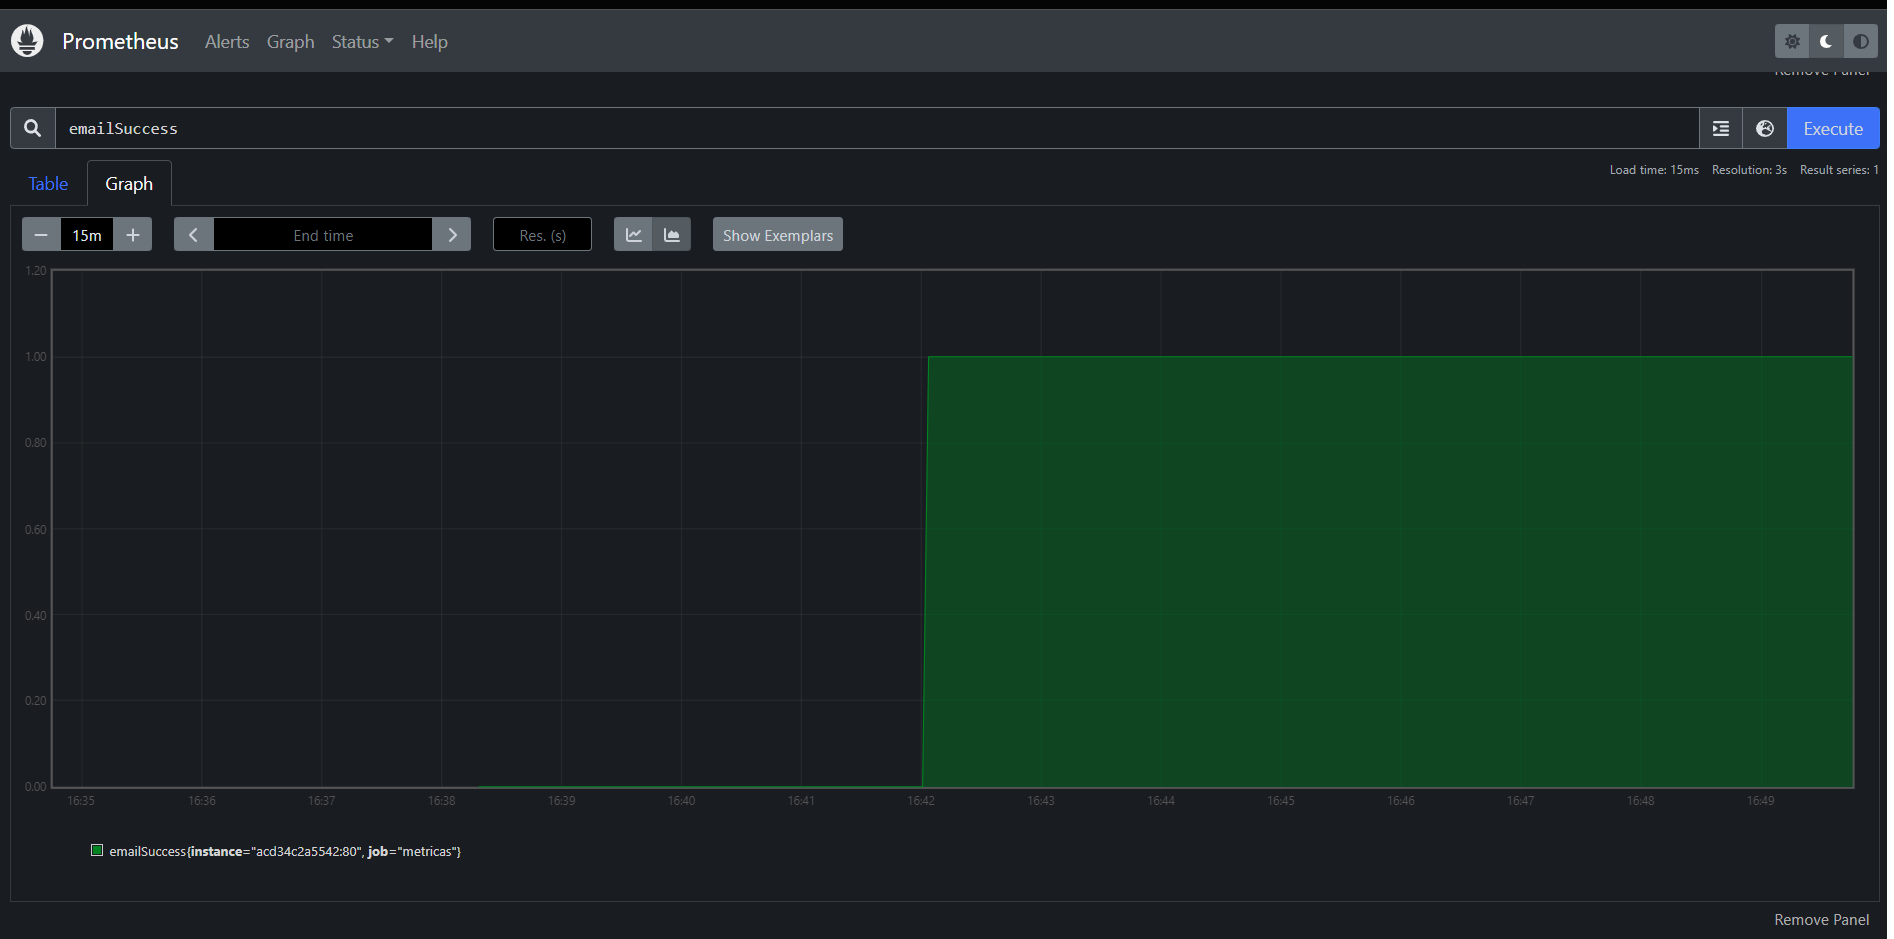 Prometheus Alerts Graph Status Help
Remove Panel
emailSuccess Execute
Load time: 15ms Resolution: 3s Result series: 1
Table Graph
15m End time Res. (s) Show Exemplars
1.20
1.00
0.80
0.60
0.40
0.20
0.00
16:35 16:36 16:37 16:38 16:39 16:40 16:41 16:42 16:43 16:44 16:45 16:46 16:47 16:48 16:49
emailSuccess{instance="acd34c2a5542:80", job="metricas"}
Remove Panel